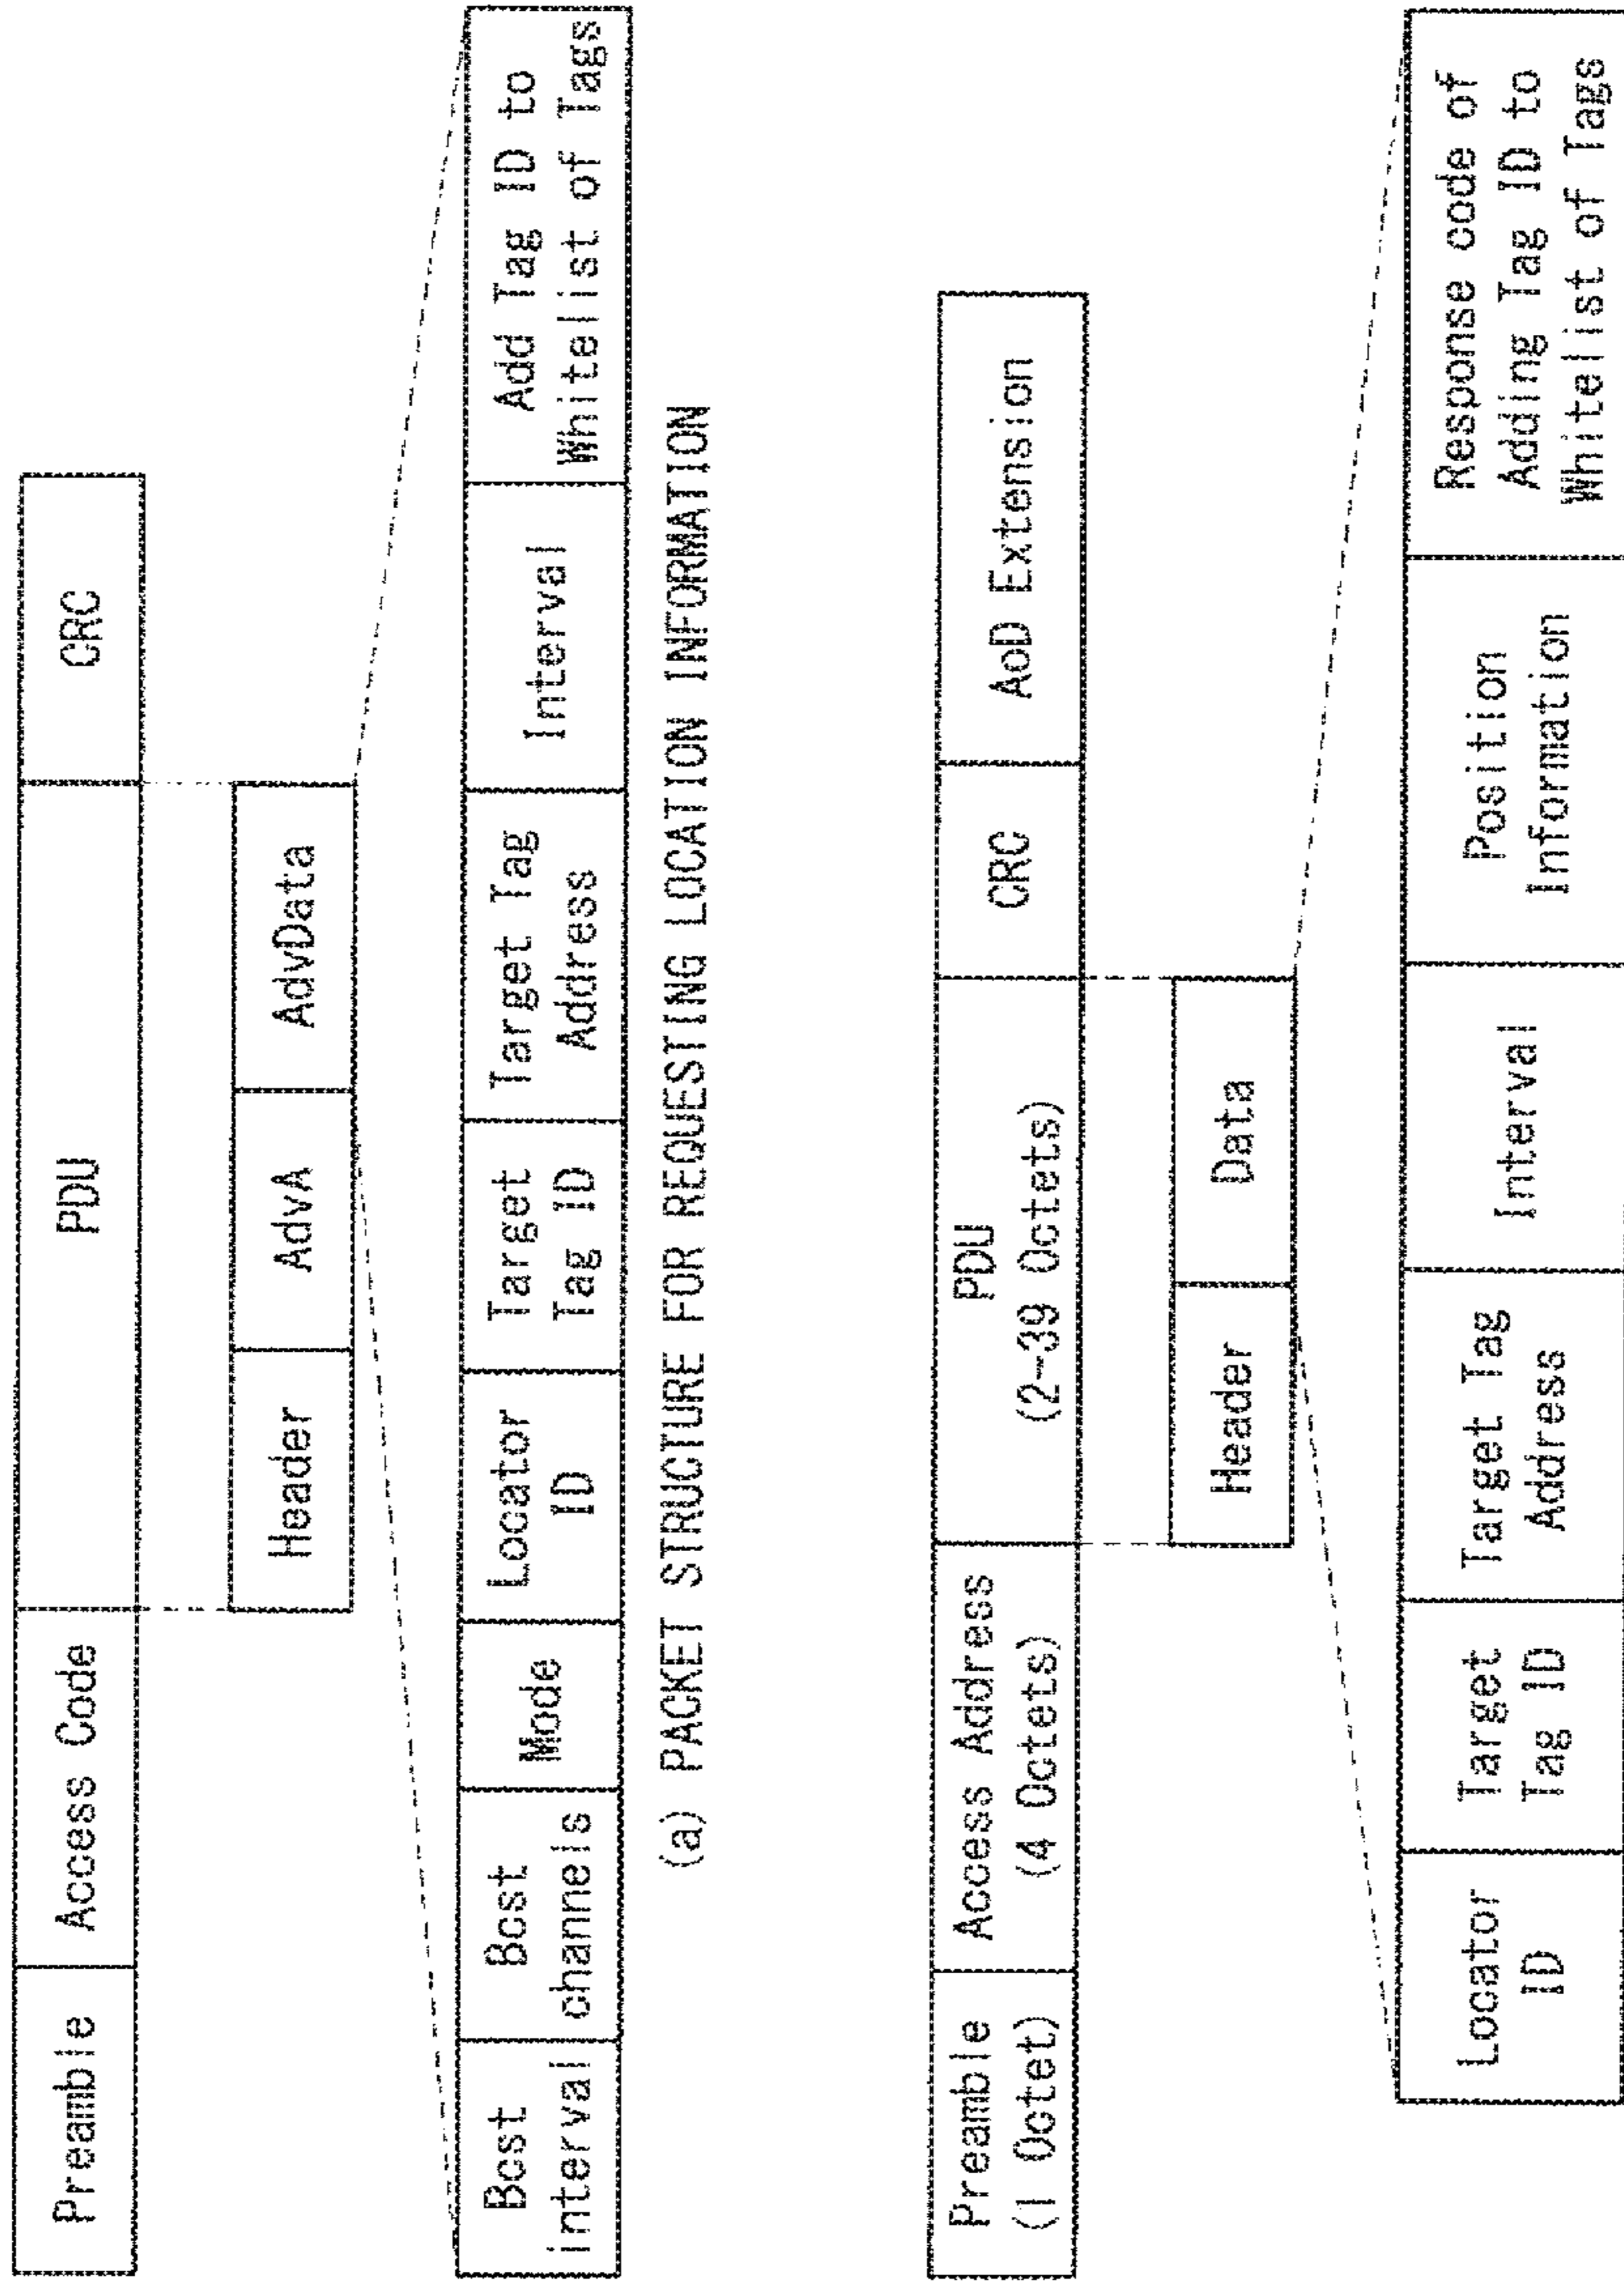 Preamble
Access Code
PDU
CRC
Header
AdvA
AdvData
Bcst
interval
Bcst
channels
Mode
Locator
ID
Target
Tag ID
Target Tag
Address
Interval
Add Tag ID to
Whitelist of Tags
(a) PACKET STRUCTURE FOR REQUESTING LOCATION INFORMATION
Preamble
(1 Octet)
Access Address
(4 Octets)
PDU
(2-39 Octets)
CRC
AoD Extension
Header
Data
Locator
ID
Target
Tag ID
Target Tag
Address
Interval
Position
Information
Response code of
Adding Tag ID to
Whitelist of Tags